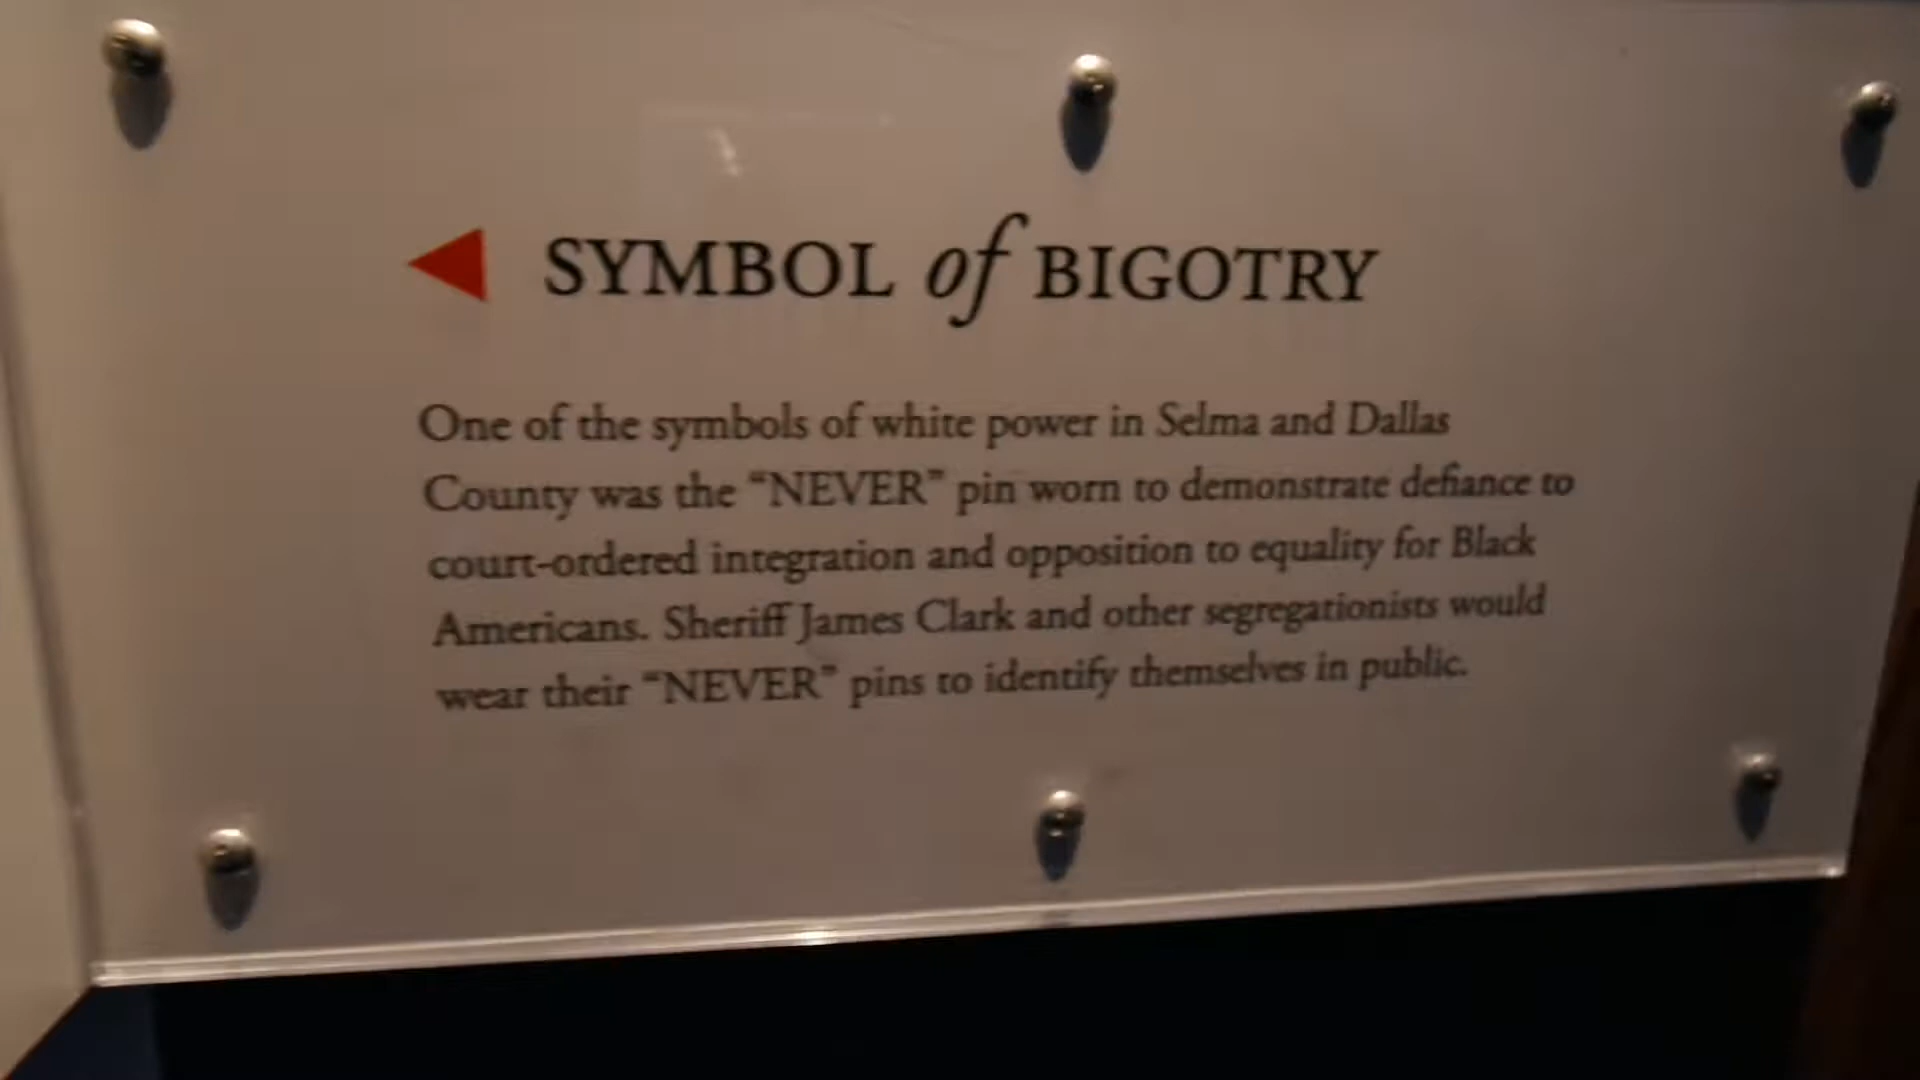 SYMBOL of BIGOTRY
One of the symbols of white power in Selma and Dallas
County was the “NEVER” pin worn to demonstrate defiance to
court-ordered integration and opposition to equality for Black
Americans. Sheriff James Clark and other segregationists would
wear their “NEVER” pins to identify themselves in public.